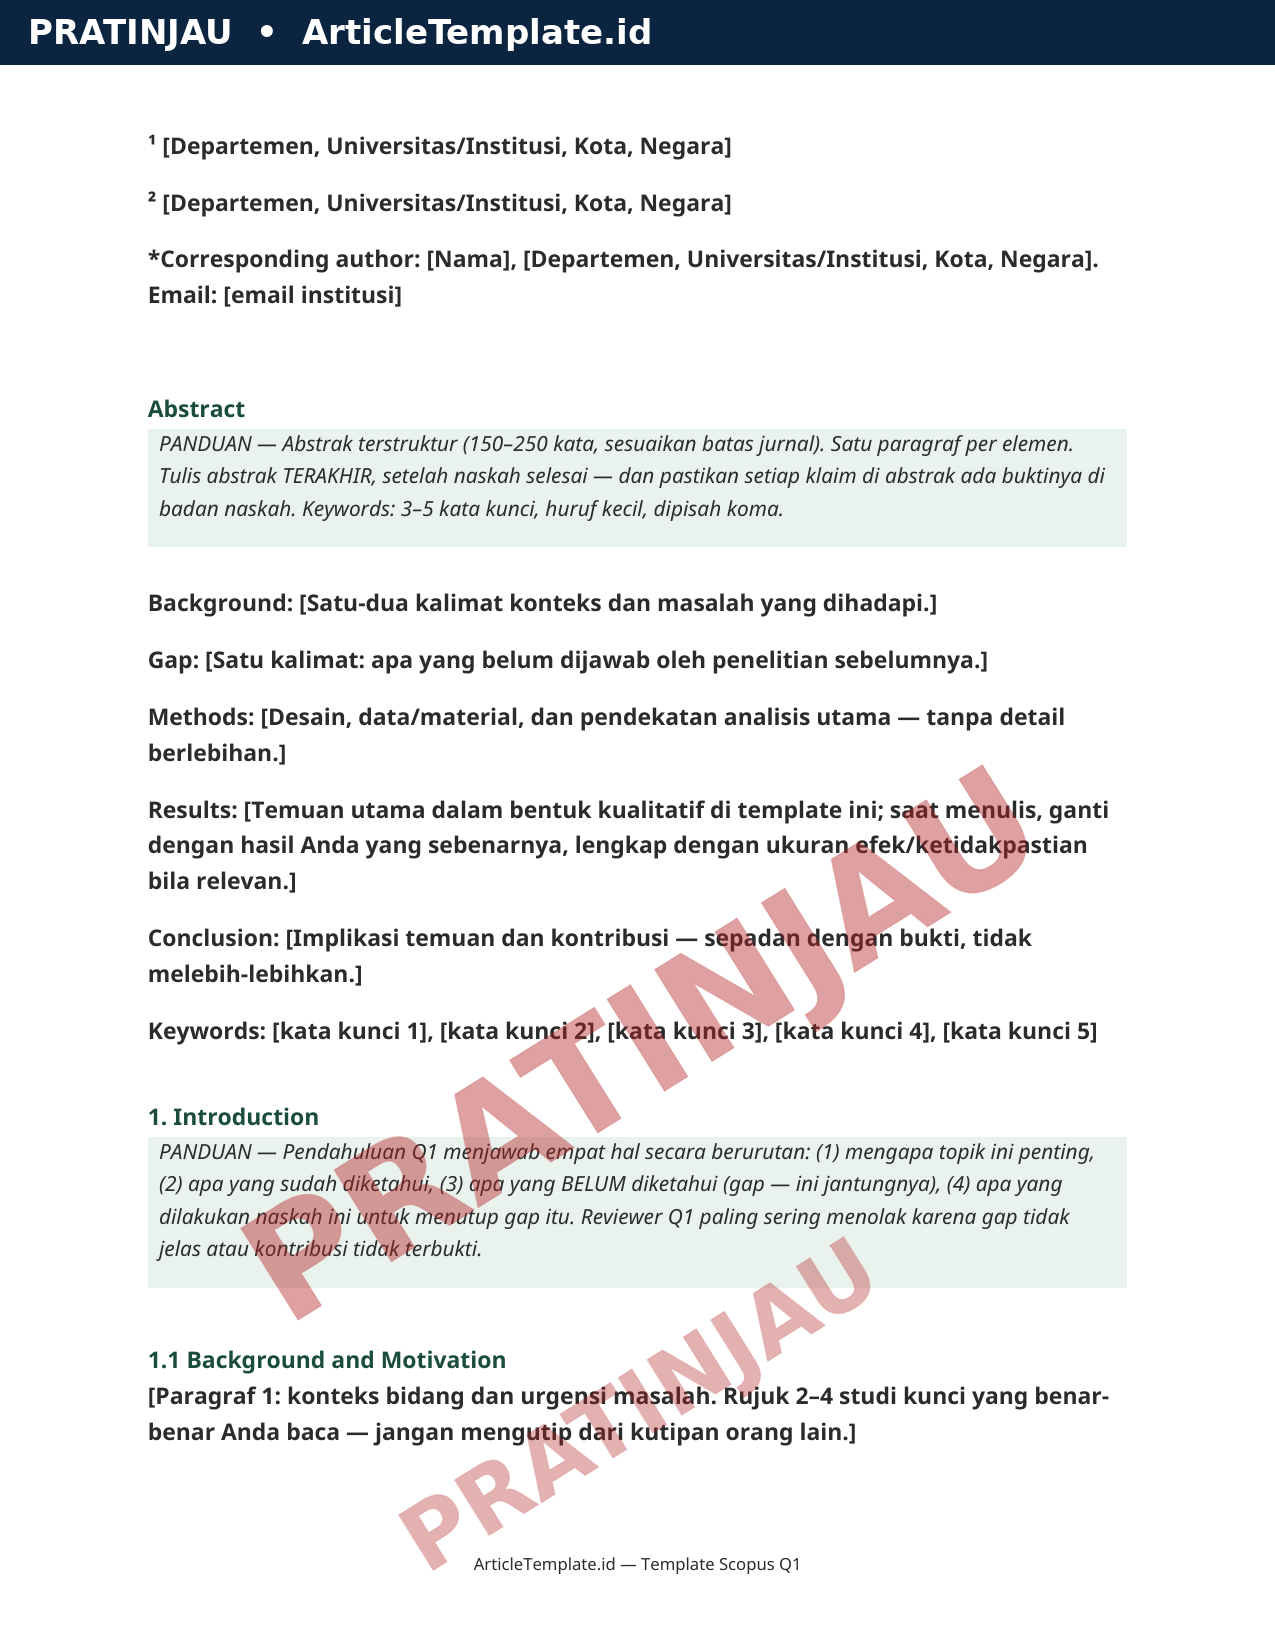 PRATINJAU • ArticleTemplate.id
¹ [Departemen, Universitas/Institusi, Kota, Negara]
² [Departemen, Universitas/Institusi, Kota, Negara]
*Corresponding author: [Nama], [Departemen, Universitas/Institusi, Kota, Negara].
Email: [email institusi]
Abstract
PANDUAN — Abstrak terstruktur (150–250 kata, sesuaikan batas jurnal). Satu paragraf per elemen.
Tulis abstrak TERAKHIR, setelah naskah selesai — dan pastikan setiap klaim di abstrak ada buktinya di
badan naskah. Keywords: 3–5 kata kunci, huruf kecil, dipisah koma.
Background: [Satu-dua kalimat konteks dan masalah yang dihadapi.]
Gap: [Satu kalimat: apa yang belum dijawab oleh penelitian sebelumnya.]
Methods: [Desain, data/material, dan pendekatan analisis utama — tanpa detail
berlebihan.]
Results: [Temuan utama dalam bentuk kualitatif di template ini; saat menulis, ganti
dengan hasil Anda yang sebenarnya, lengkap dengan ukuran efek/ketidakpastian
bila relevan.]
Conclusion: [Implikasi temuan dan kontribusi — sepadan dengan bukti, tidak
melebih-lebihkan.]
Keywords: [kata kunci 1], [kata kunci 2], [kata kunci 3], [kata kunci 4], [kata kunci 5]
PRATINJAU
1. Introduction
PANDUAN — Pendahuluan Q1 menjawab empat hal secara berurutan: (1) mengapa topik ini penting,
(2) apa yang sudah diketahui, (3) apa yang BELUM diketahui (gap — ini jantungnya), (4) apa yang
dilakukan naskah ini untuk menutup gap itu. Reviewer Q1 paling sering menolak karena gap tidak
jelas atau kontribusi tidak terbukti.
1.1 Background and Motivation
[Paragraf 1: konteks bidang dan urgensi masalah. Rujuk 2–4 studi kunci yang benar-
benar Anda baca — jangan mengutip dari kutipan orang lain.]
PRATINJAU
ArticleTemplate.id — Template Scopus Q1